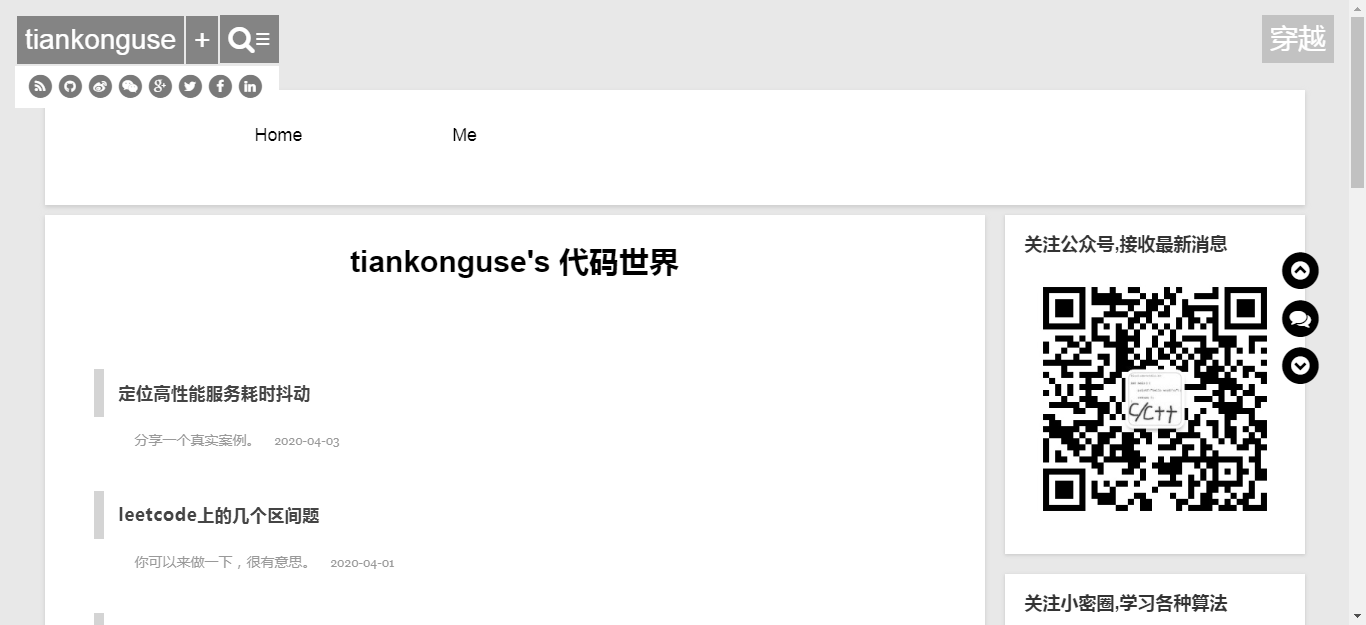 tiankonguse + 穿越
Home Me
tiankonguse's 代码世界
定位高性能服务耗时抖动
分享一个真实案例。 2020-04-03
leetcode上的几个区间题
你可以来做一下，很有意思。 2020-04-01
关注公众号,接收最新消息
C/C++
关注小密圈,学习各种算法